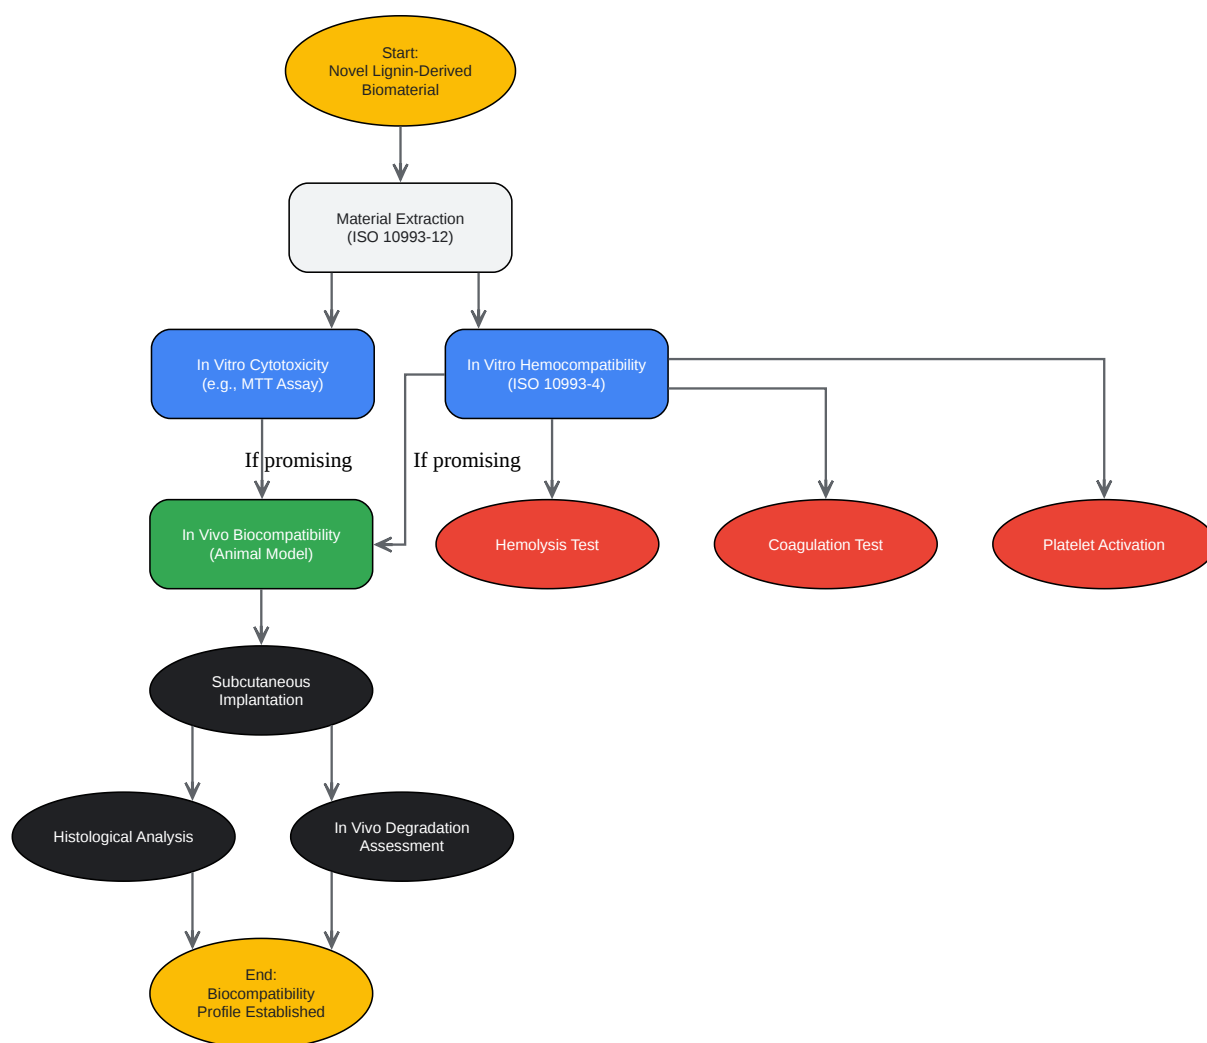 Start:
Novel Lignin-Derived
Biomaterial
Material Extraction
(ISO 10993-12)
In Vitro Cytotoxicity
(e.g., MTT Assay)
In Vitro Hemocompatibility
(ISO 10993-4)
If promising
If promising
In Vivo Biocompatibility
(Animal Model)
Hemolysis Test
Coagulation Test
Platelet Activation
Subcutaneous
Implantation
Histological Analysis
In Vivo Degradation
Assessment
End:
Biocompatibility
Profile Established